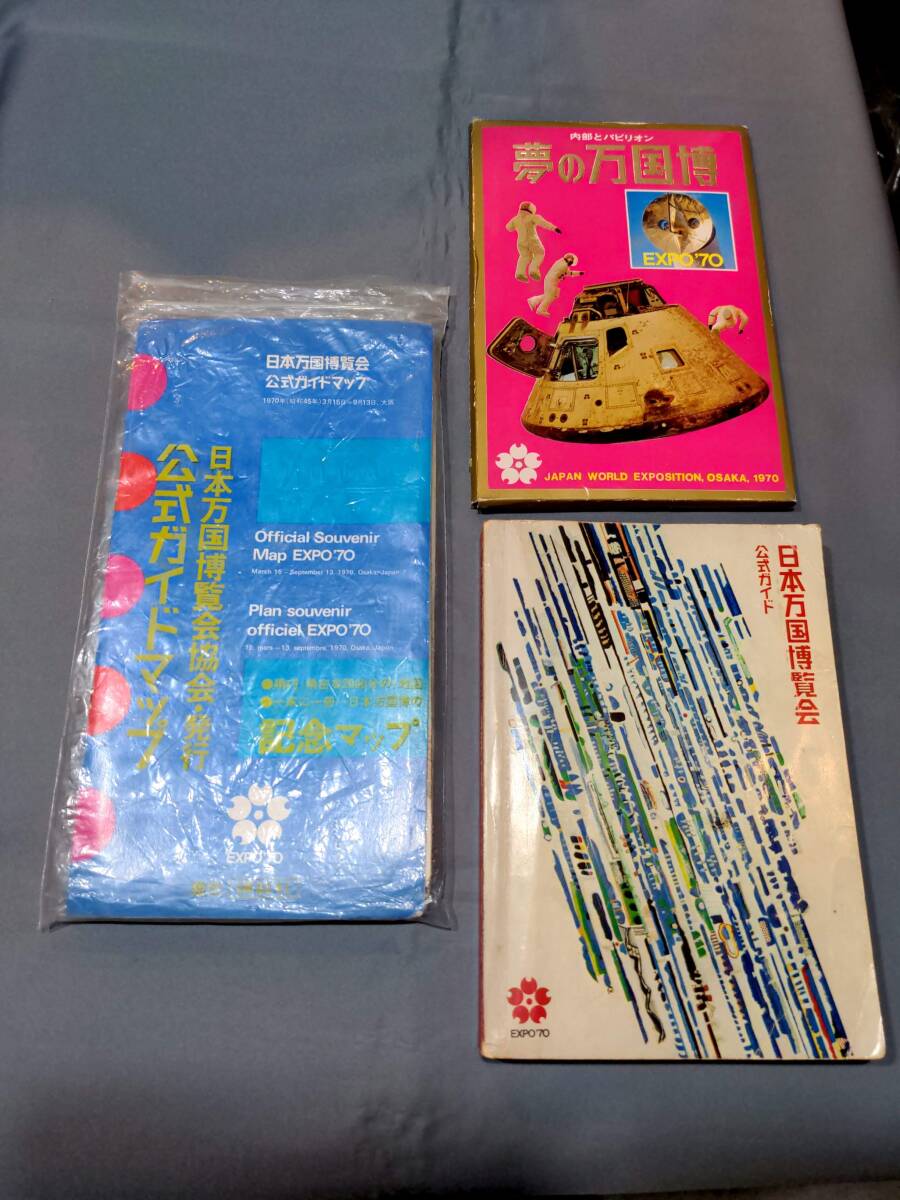 日本万国博覧会
公式ガイドマップ
1970年(昭和45年)3月15日-9月13日、大阪
日本万国博覧会協会・発行
公式ガイドマップ
Official Souvenir
Map EXPO'70
March 15 - September 13, 1970, Osaka, Japan
Plan souvenir
officiel EXPO'70
15, mars - 13, septembre, 1970, Osaka, Japan
記念マップ
EXPO'70
内部とパビリオン
夢の万国博
EXPO'70
JAPAN WORLD EXPOSITION, OSAKA, 1970
日本万国博覧会
公式ガイド
EXPO'70